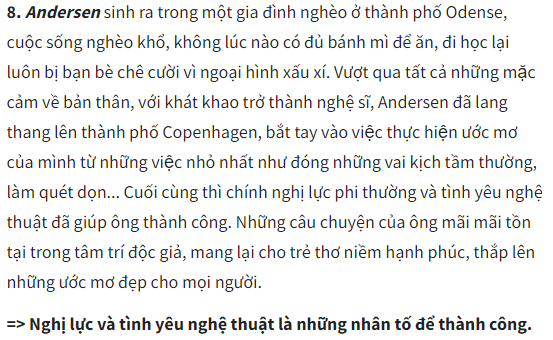 8. Andersen sinh ra trong một gia đình nghèo ở thành phố Odense,
cuộc sống nghèo khổ, không lúc nào có đủ bánh mì để ăn, đi học lại
luôn bị bạn bè chê cười vì ngoại hình xấu xí. Vượt qua tất cả những mặc
cảm về bản thân, với khát khao trở thành nghệ sĩ, Andersen đã lang
thang lên thành phố Copenhagen, bắt tay vào việc thực hiện ước mơ
của mình từ những việc nhỏ nhất như đóng những vai kịch tầm thường,
làm quét dọn... Cuối cùng thì chính nghị lực phi thường và tình yêu nghệ
thuật đã giúp ông thành công. Những câu chuyện của ông mãi mãi tồn
tại trong tâm trí độc giả, mang lại cho trẻ thơ niềm hạnh phúc, thắp lên
những ước mơ đẹp cho mọi người.
=> Nghị lực và tình yêu nghệ thuật là những nhân tố để thành công.